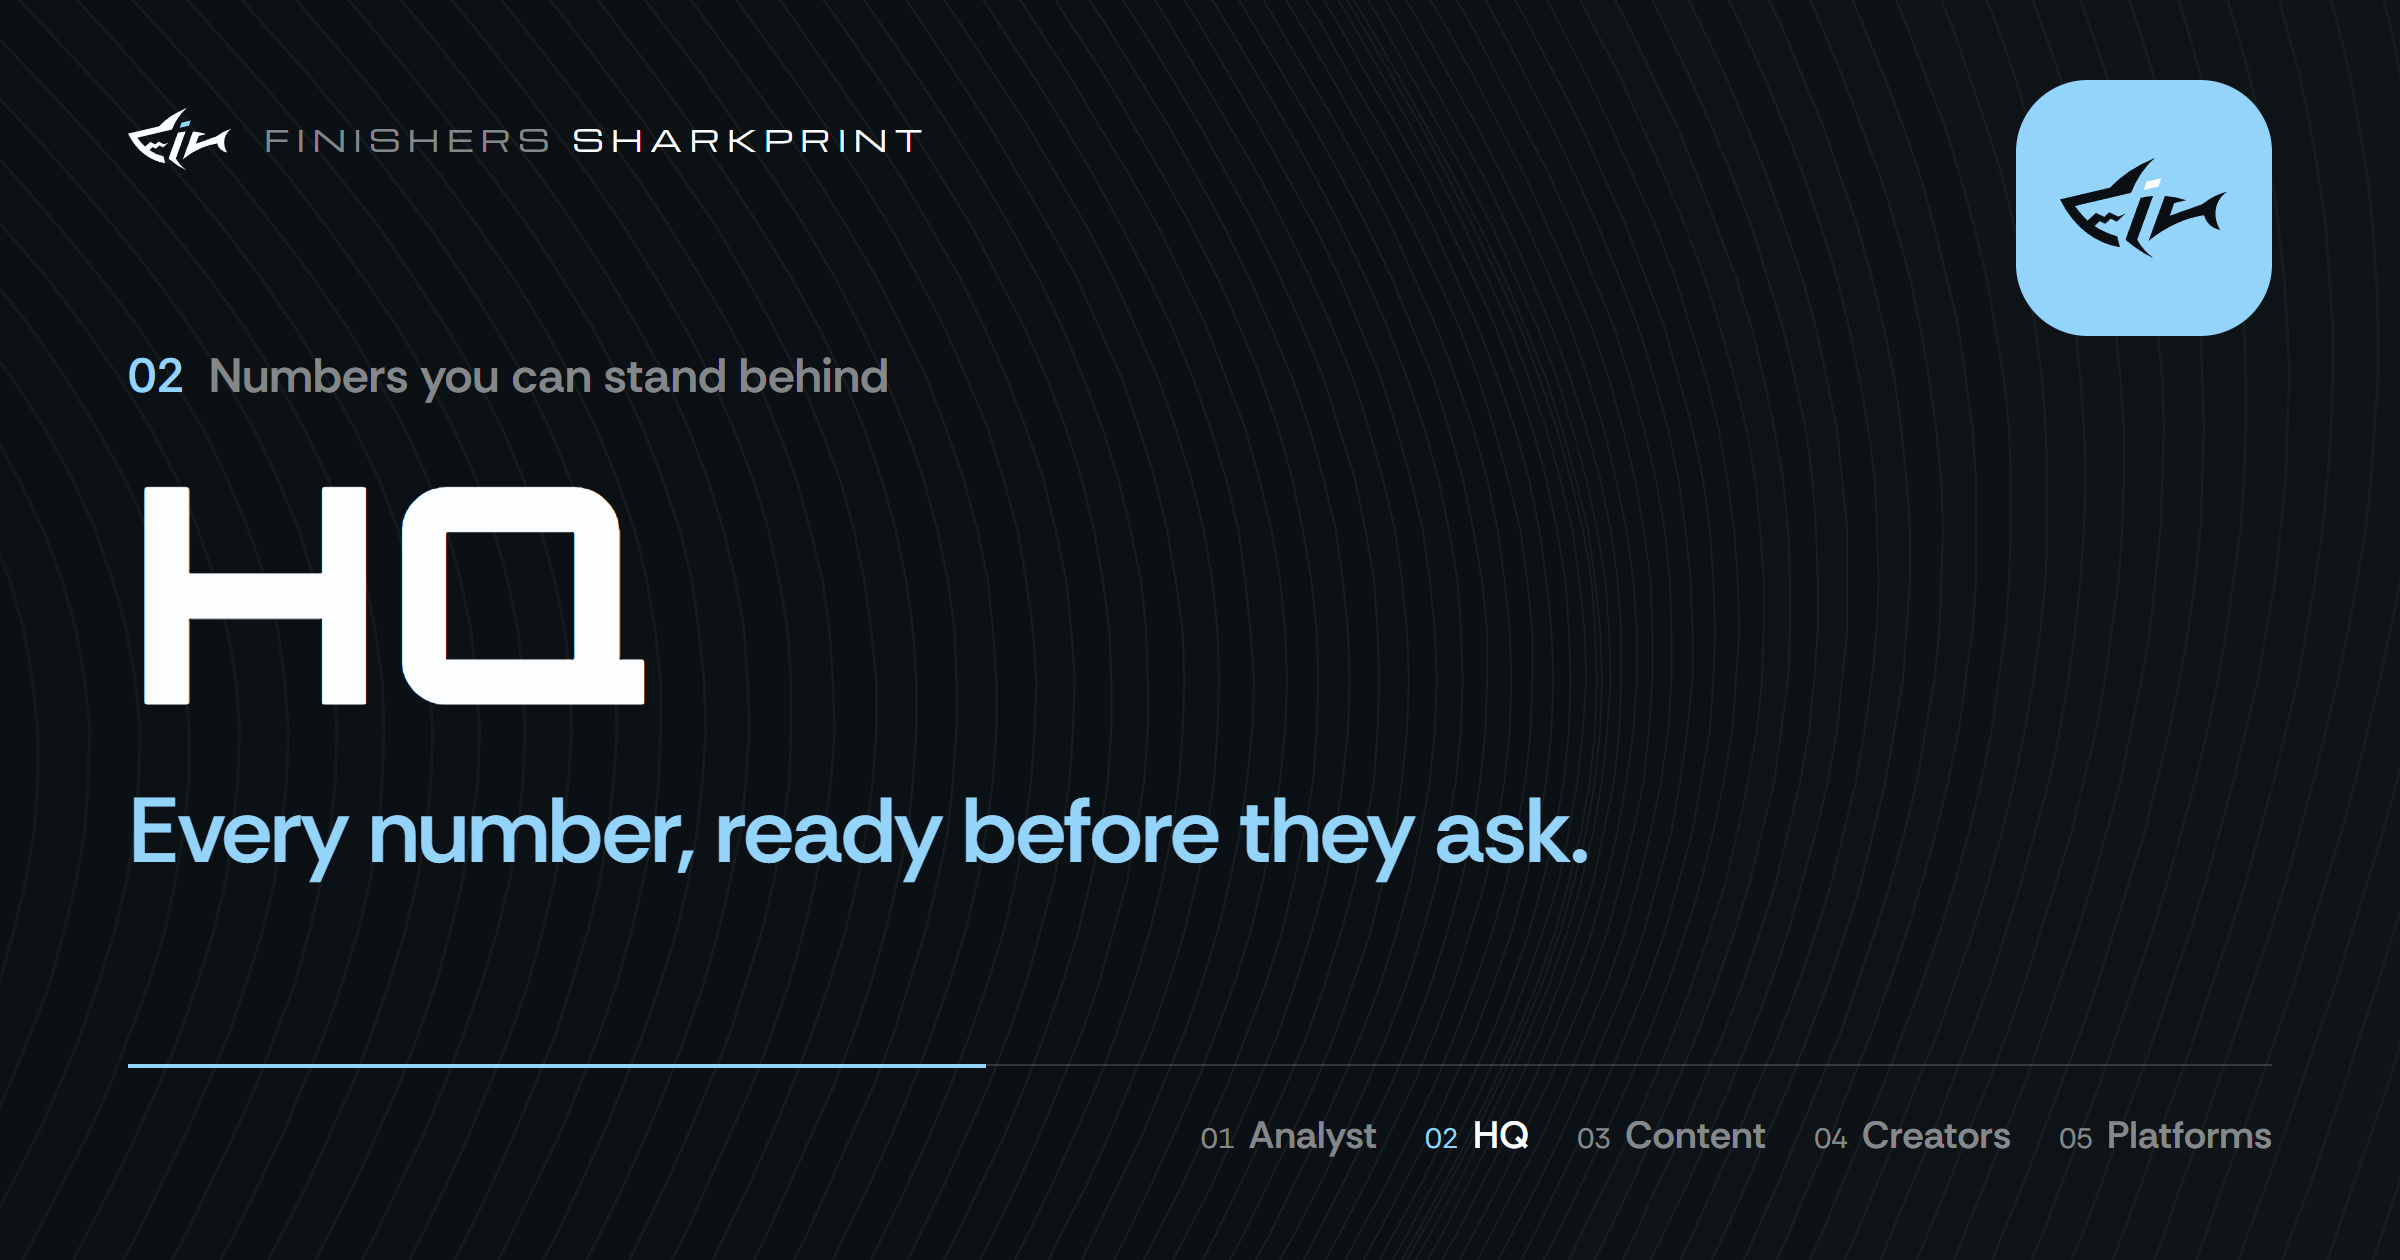 FINISHERS SHARKPRINT
02 Numbers you can stand behind
HQ
Every number, ready before they ask.
01 Analyst 02 HQ 03 Content 04 Creators 05 Platforms